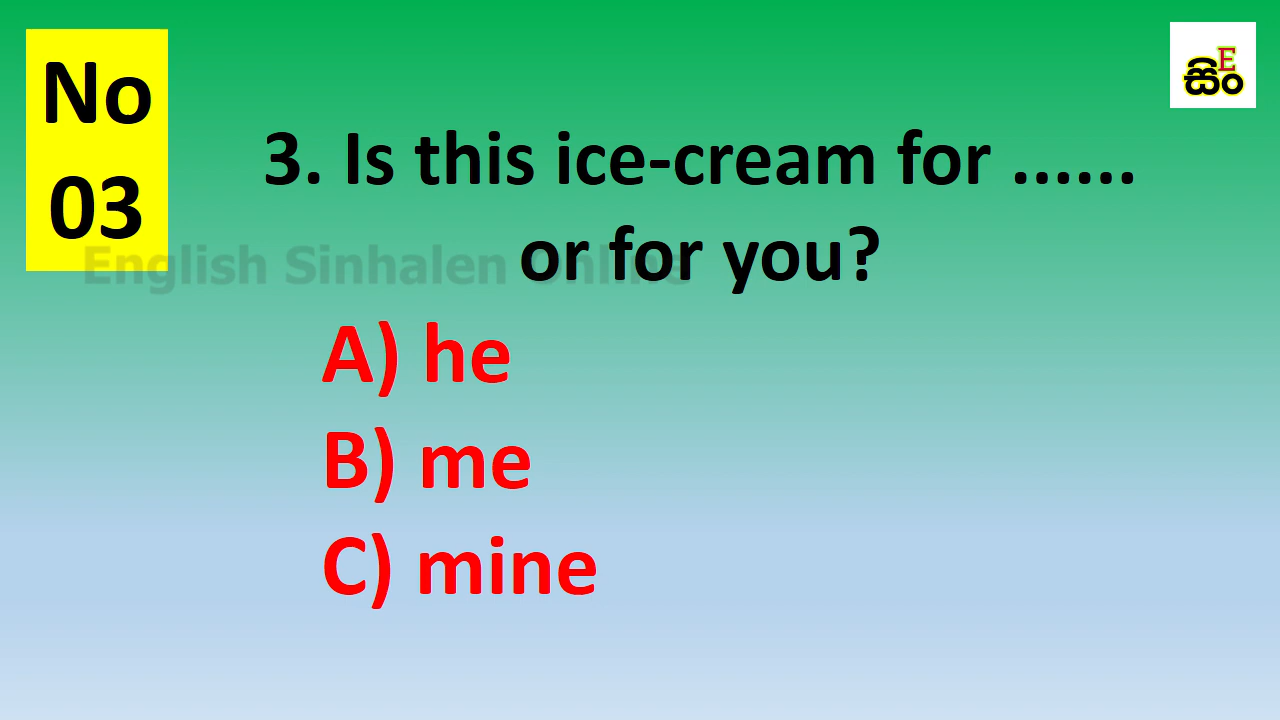 No
03
සිං
E
3. Is this ice-cream for ......
or for you?
English Sinhalen Online
A) he
B) me
C) mine